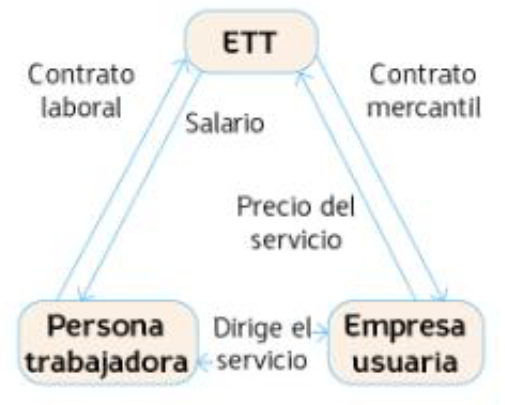 ETT
Contrato
laboral
Contrato
mercantil
Salario
Precio del
servicio
Persona
trabajadora
Dirige el
servicio
Empresa
usuaria